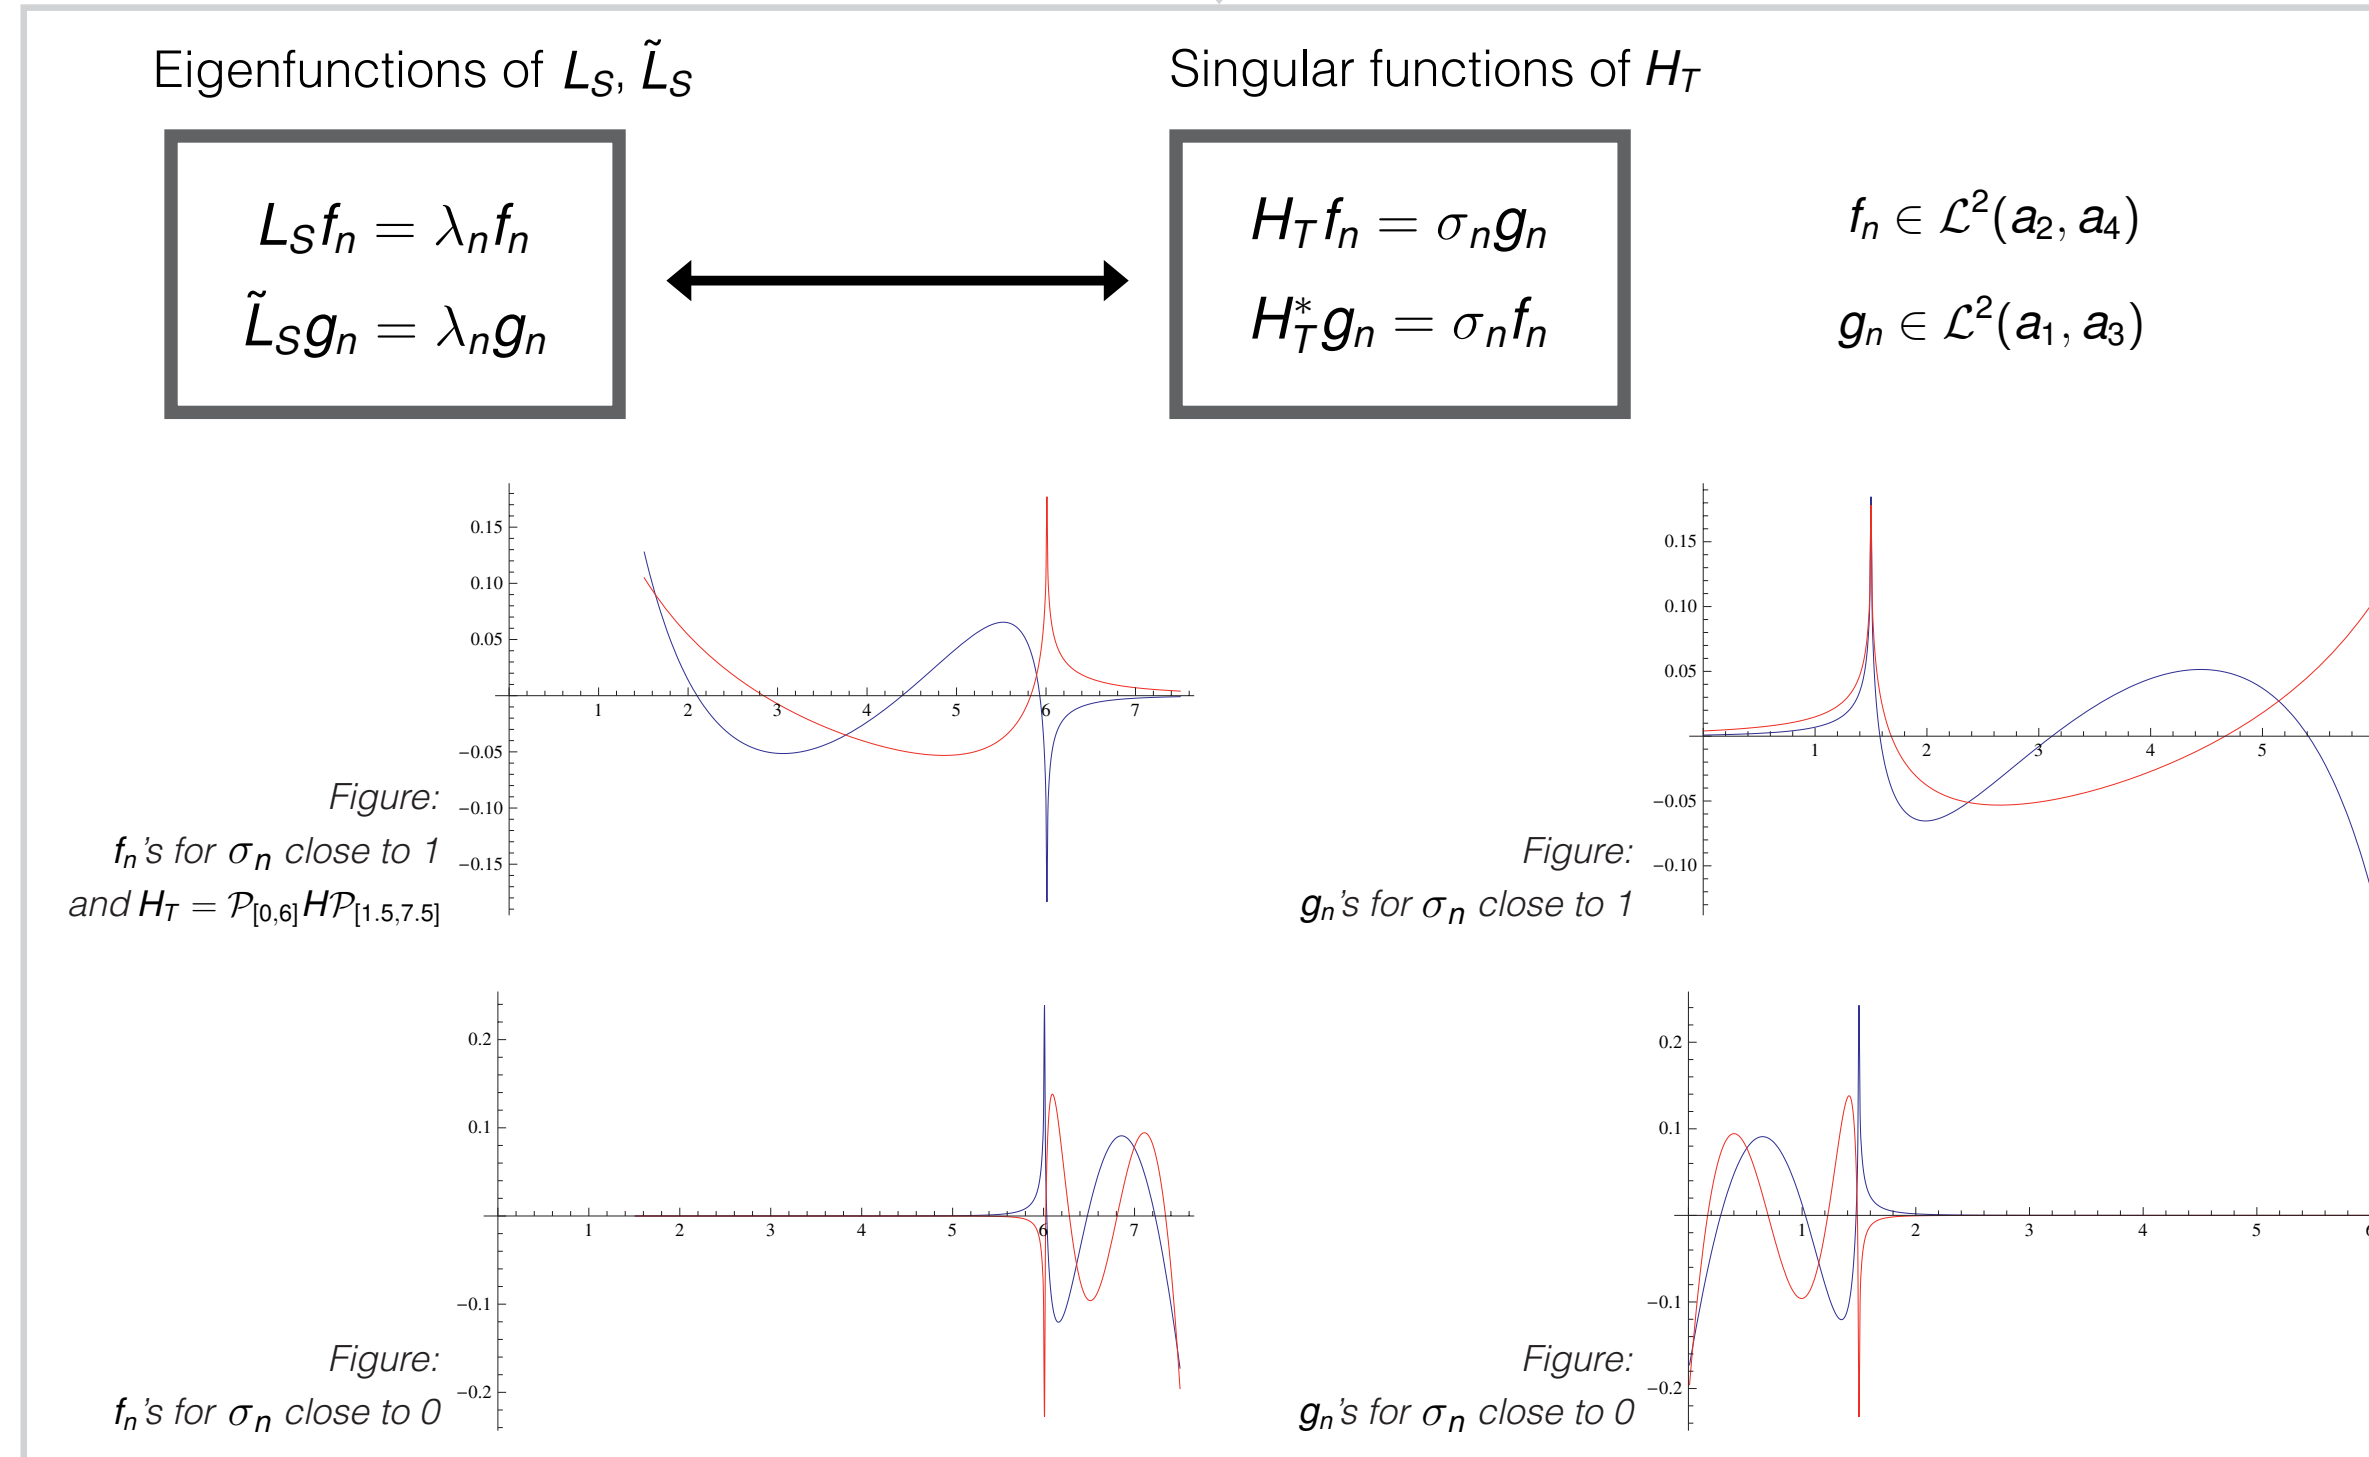 Eigenfunctions of L_S, L̃_S
Singular functions of H_T
L_S f_n = λ_n f_n
L̃_S g_n = λ_n g_n
H_T f_n = σ_n g_n
H_T^* g_n = σ_n f_n
f_n ∈ ℒ²(a₂, a₄)
g_n ∈ ℒ²(a₁, a₃)
0.15
0.10
0.05
−0.05
−0.10
−0.15
1 2 3 4 5 6 7
Figure:
f_n's for σ_n close to 1
and H_T = 𝒫_[0,6] H 𝒫_[1.5,7.5]
0.15
0.10
0.05
−0.05
−0.10
1 2 3 4 5
Figure:
g_n's for σ_n close to 1
0.2
0.1
−0.1
−0.2
1 2 3 4 5 6 7
Figure:
f_n's for σ_n close to 0
0.2
0.1
−0.1
−0.2
1 2 3 4 5 6
Figure:
g_n's for σ_n close to 0